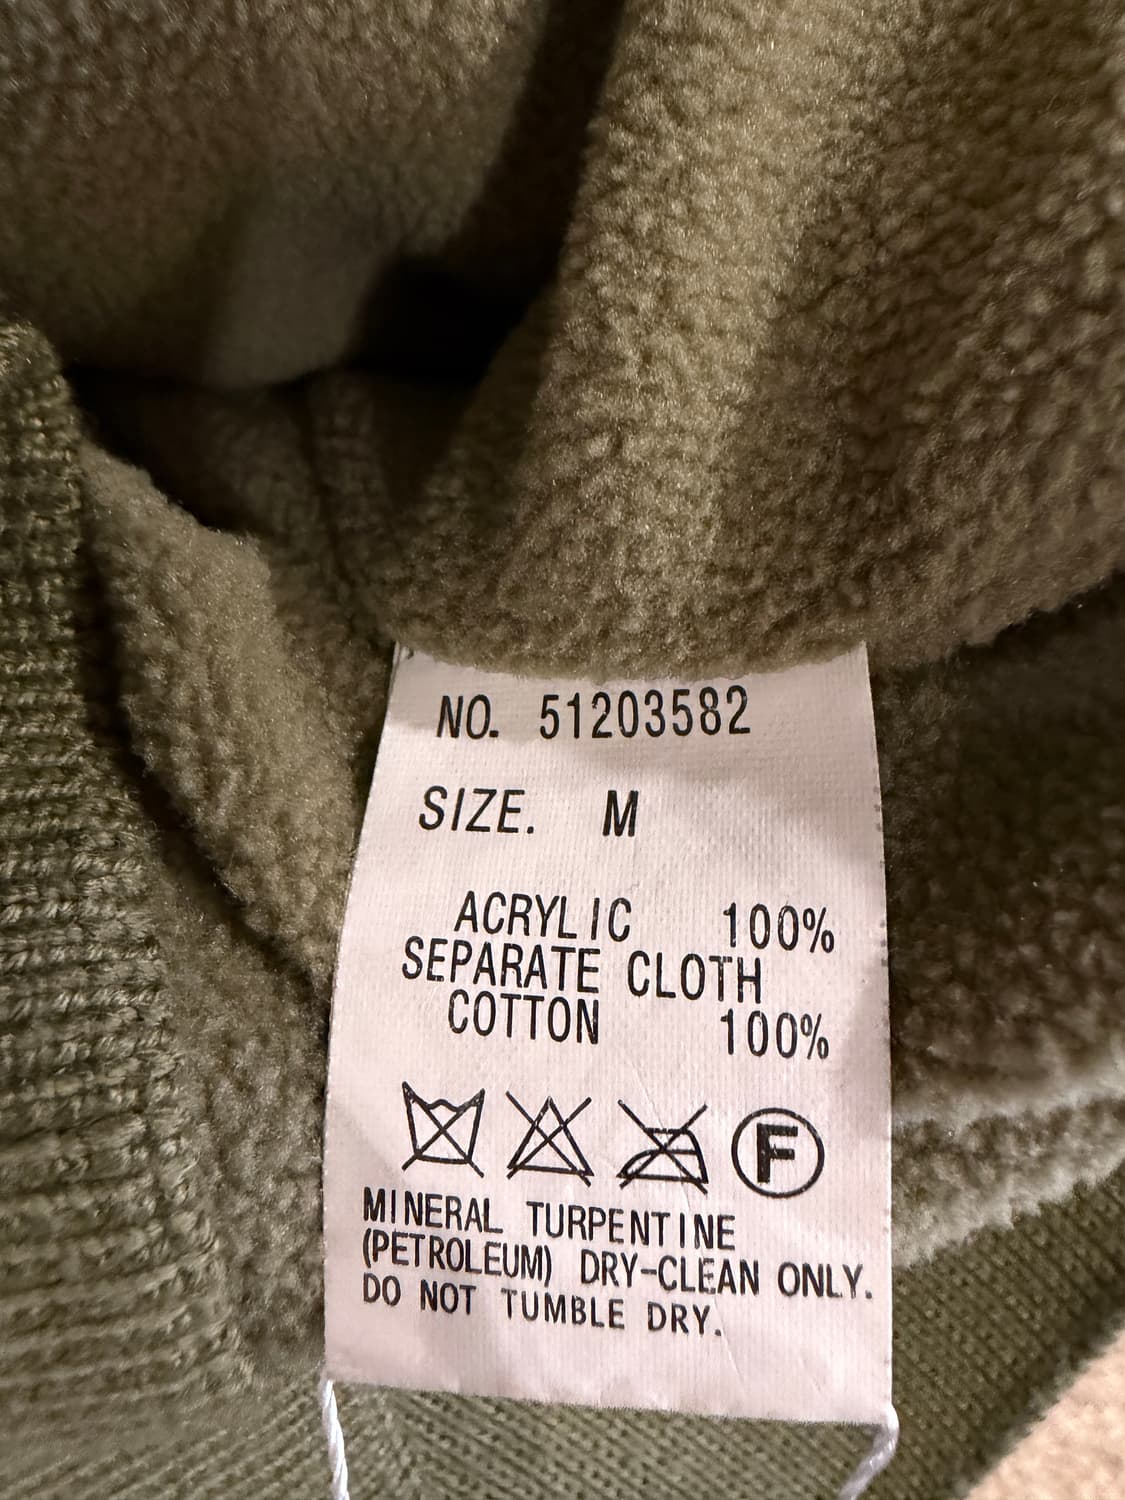 NO. 51203582
SIZE. M
ACRYLIC 100%
SEPARATE CLOTH
COTTON 100%
F
MINERAL TURPENTINE
(PETROLEUM) DRY-CLEAN ONLY.
DO NOT TUMBLE DRY.